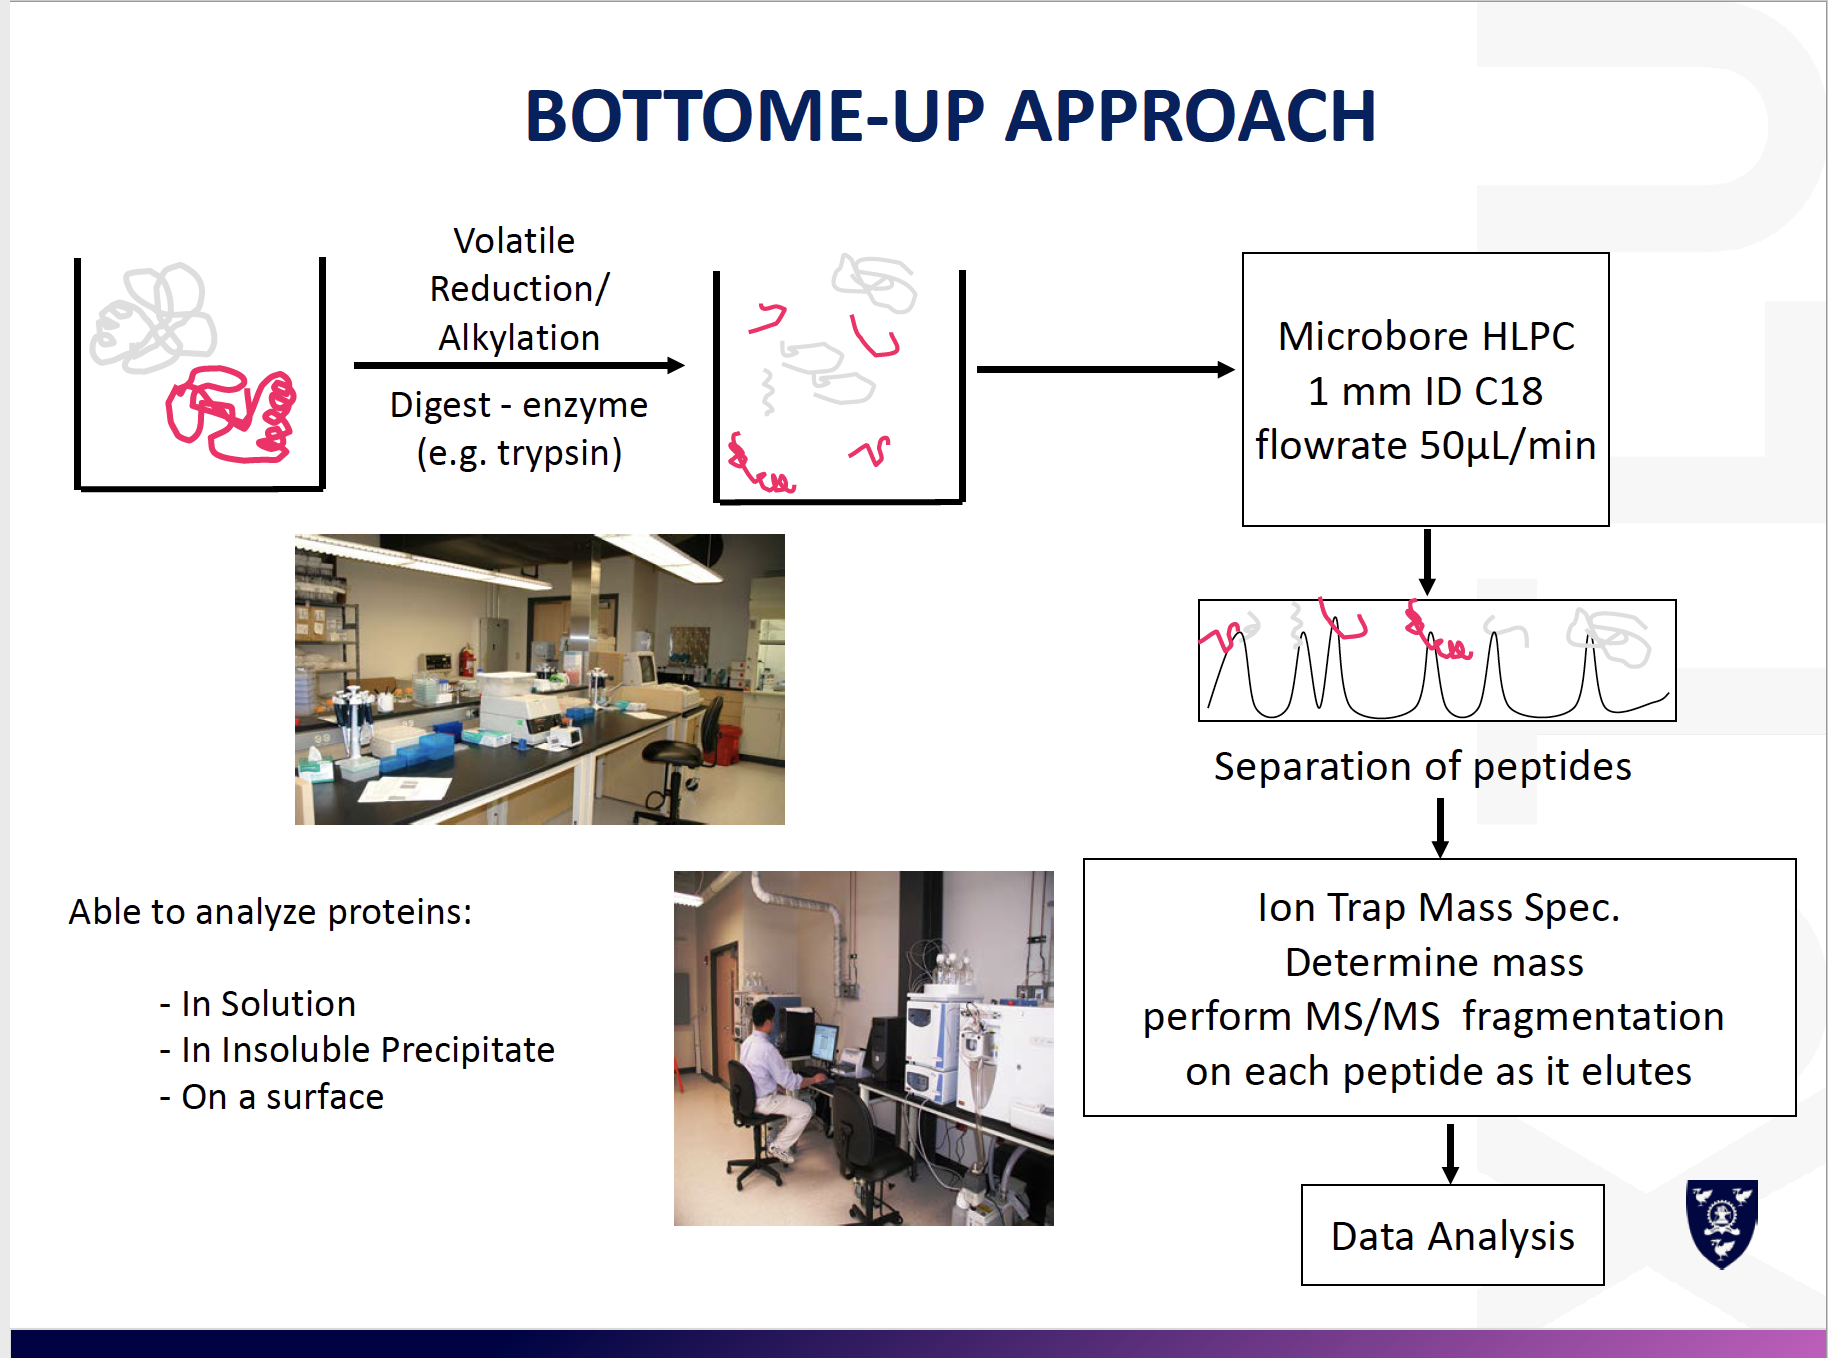 BOTTOME-UP APPROACH
Volatile
Reduction/
Alkylation
Digest - enzyme
(e.g. trypsin)
Microbore HLPC
1 mm ID C18
flowrate 50µL/min
Separation of peptides
Ion Trap Mass Spec.
Determine mass
perform MS/MS  fragmentation
on each peptide as it elutes
Data Analysis
Able to analyze proteins:
- In Solution
- In Insoluble Precipitate
- On a surface